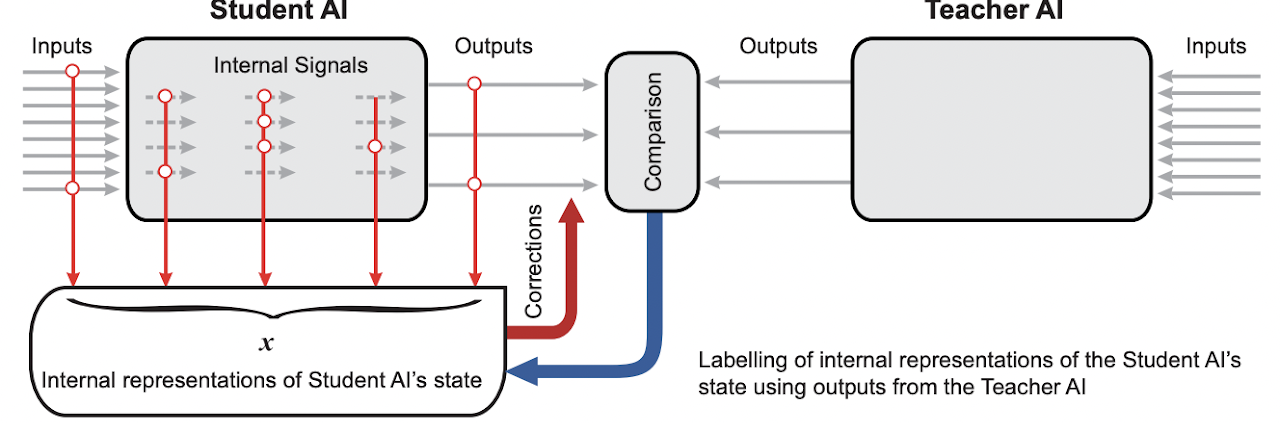 Student AI
Teacher AI
Inputs
Outputs
Outputs
Inputs
Internal Signals
Comparison
Corrections
x
Internal representations of Student AI's state
Labelling of internal representations of the Student AI's
state using outputs from the Teacher AI